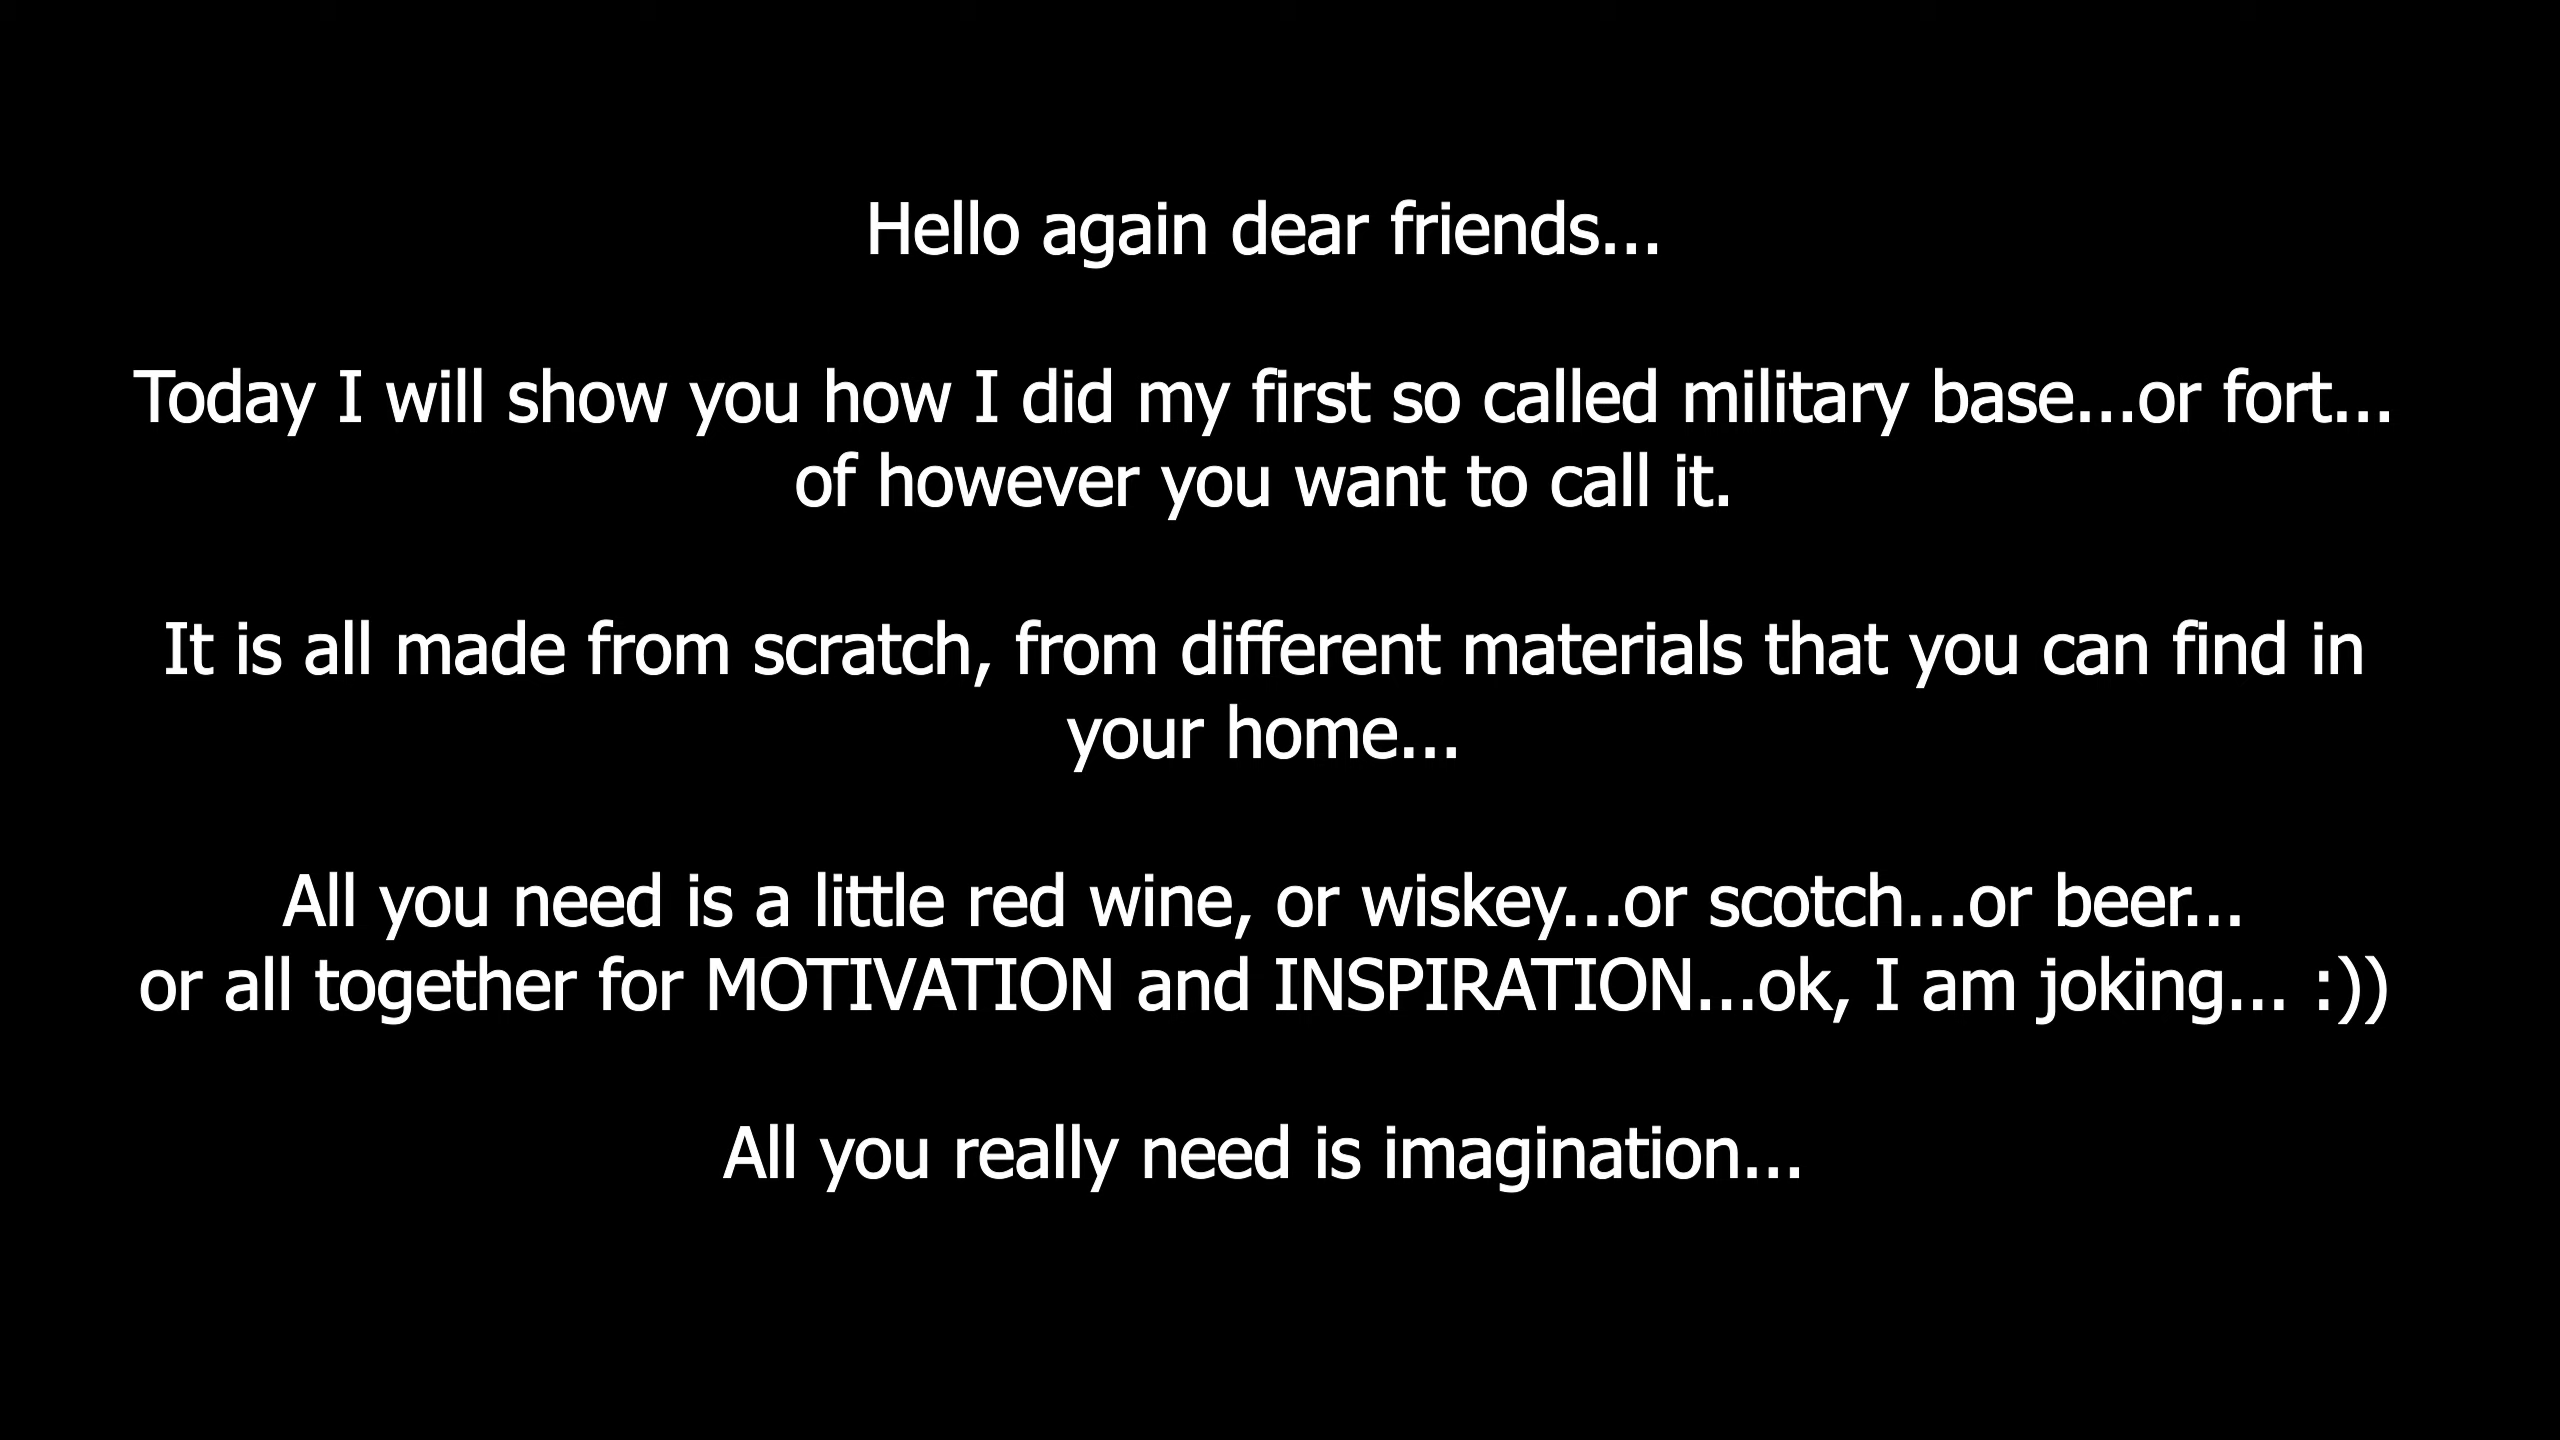 Hello again dear friends...
Today I will show you how I did my first so called military base...or fort...
of however you want to call it.
It is all made from scratch, from different materials that you can find in
your home...
All you need is a little red wine, or wiskey...or scotch...or beer...
or all together for MOTIVATION and INSPIRATION...ok, I am joking... :))
All you really need is imagination...